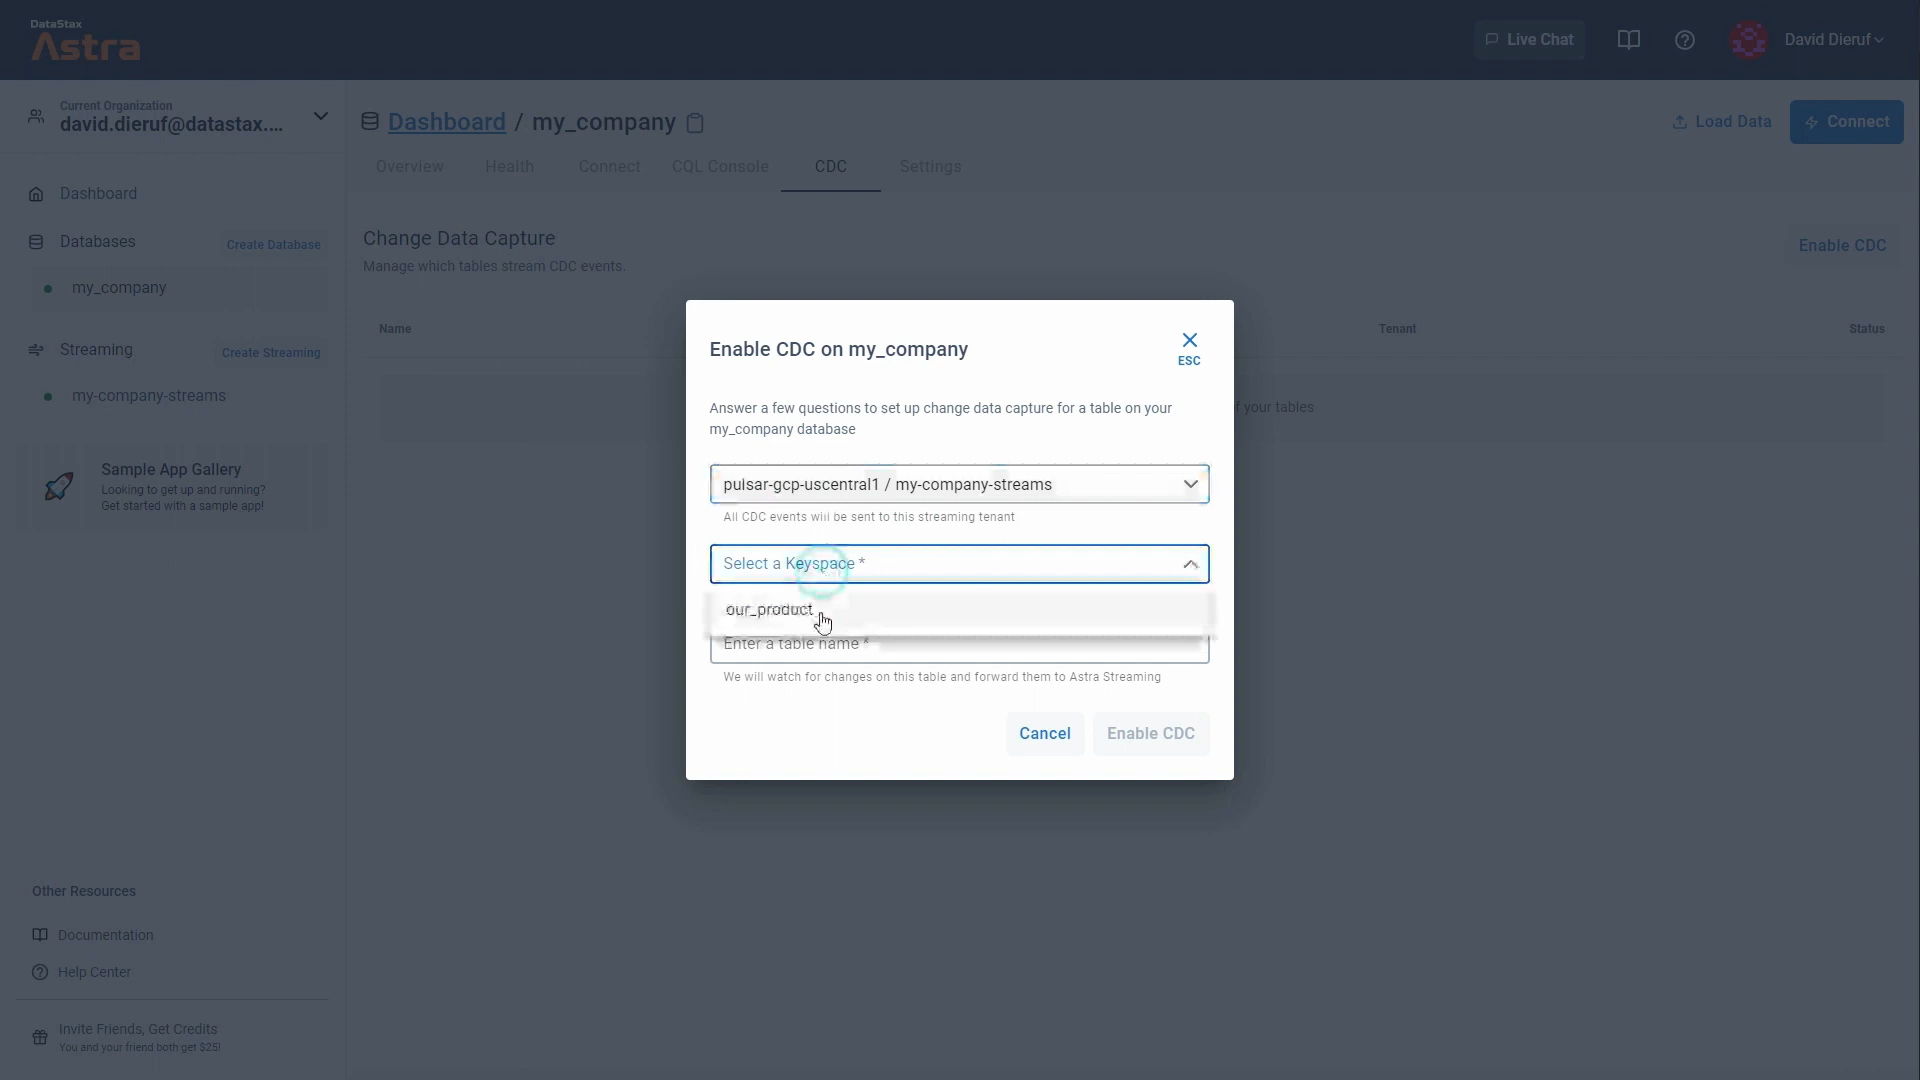 DataStax
Astra
Live Chat
David Dieruf
Current Organization
david.dieruf@datastax....
Dashboard / my_company
Load Data
Connect
Overview
Health
Connect
CQL Console
CDC
Settings
Dashboard
Databases
Create Database
my_company
Streaming
Create Streaming
my-company-streams
Sample App Gallery
Looking to get up and running?
Get started with a sample app!
Other Resources
Documentation
Help Center
Invite Friends, Get Credits
You and your friend both get $25!
Change Data Capture
Manage which tables stream CDC events.
Enable CDC
Name
Tenant
Status
your tables
Enable CDC on my_company
ESC
Answer a few questions to set up change data capture for a table on your
my_company database
pulsar-gcp-uscentral1 / my-company-streams
All CDC events will be sent to this streaming tenant
Select a Keyspace *
our_product
Enter a table name *
We will watch for changes on this table and forward them to Astra Streaming
Cancel
Enable CDC